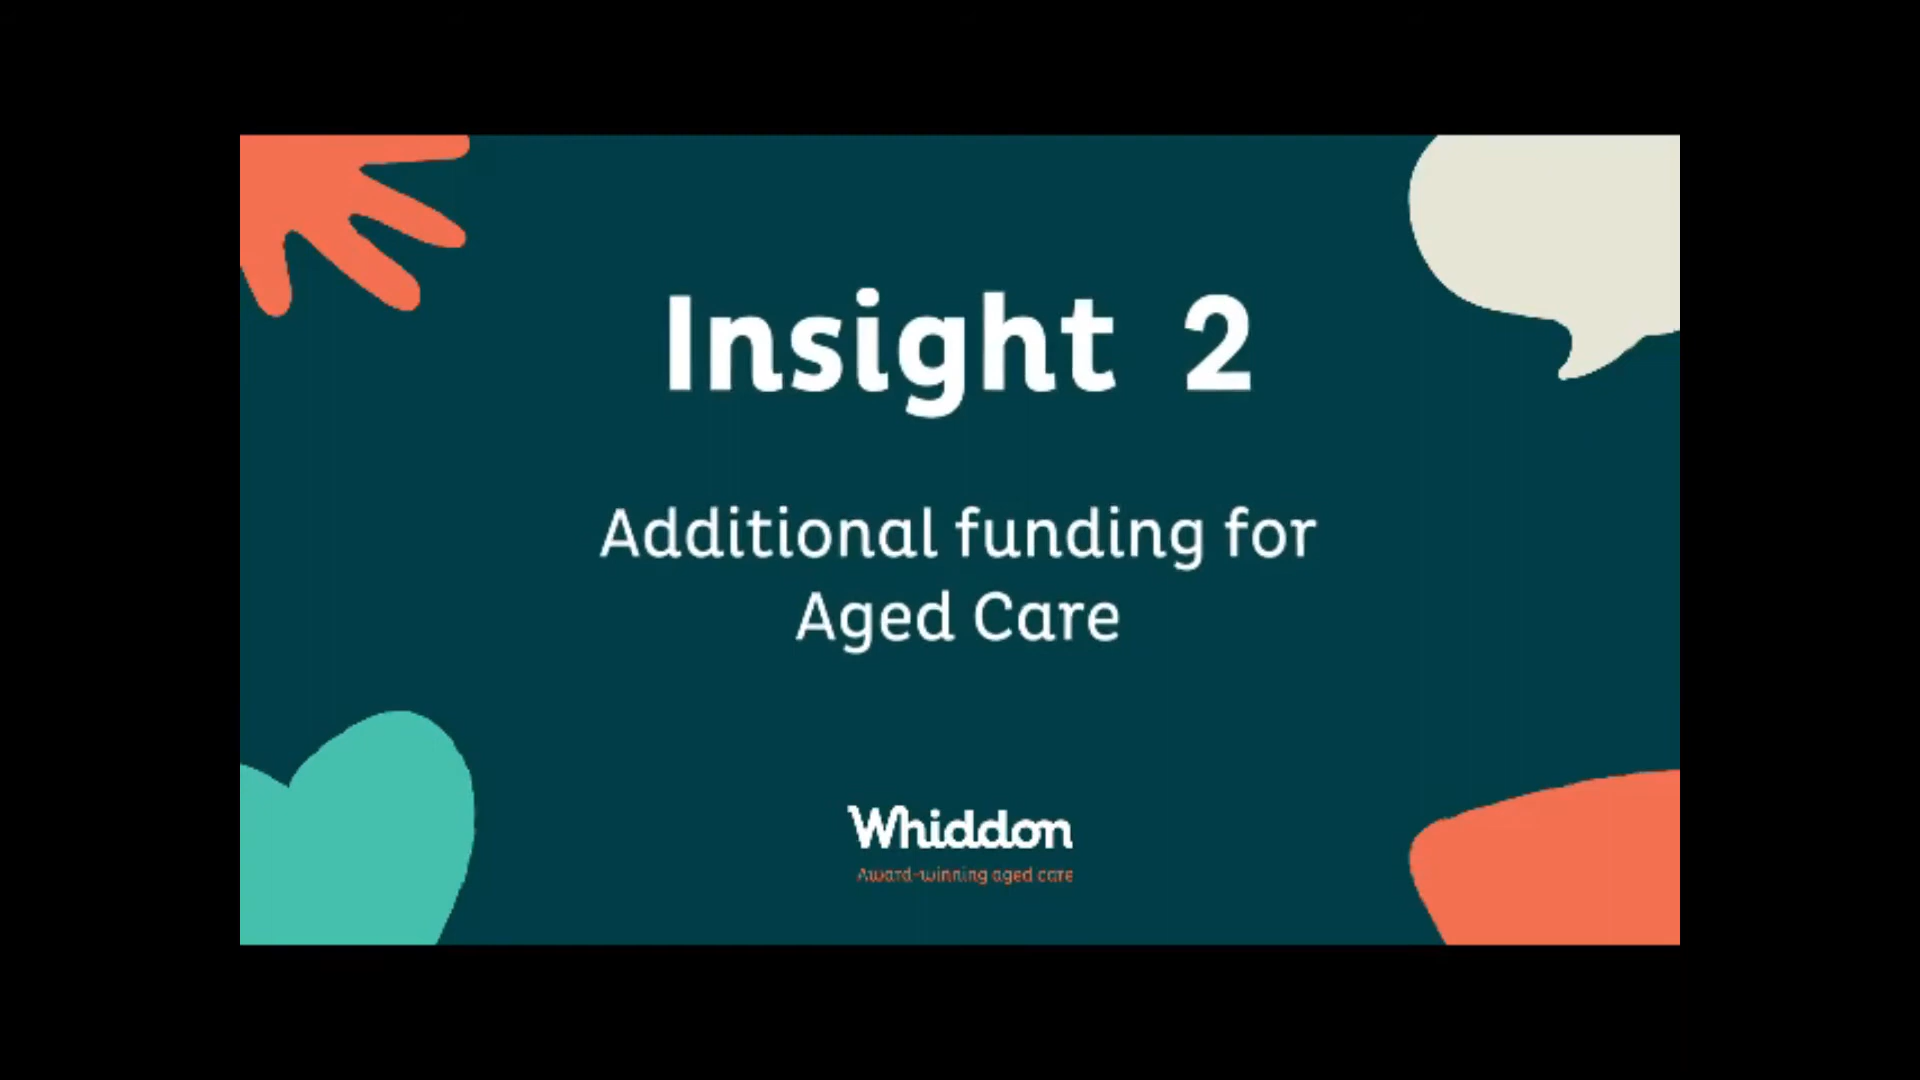 Insight 2
Additional funding for
Aged Care
Whiddon
Award-winning aged care